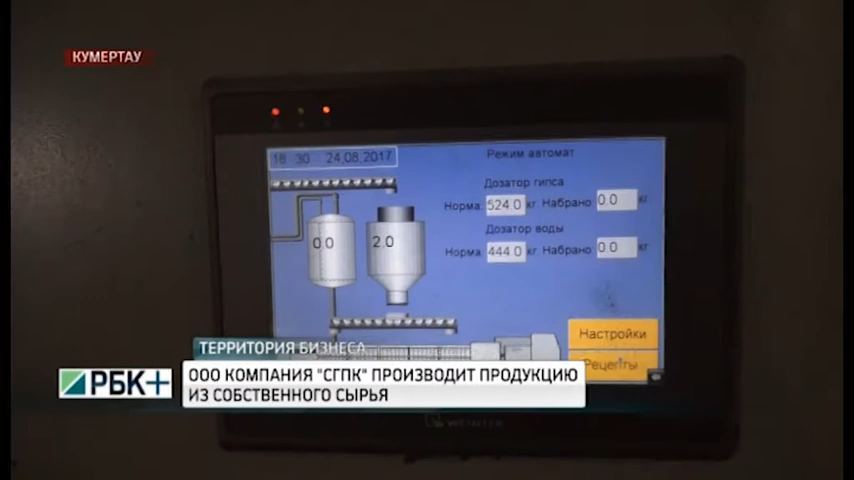 КУМЕРТАУ
18 30 24.08.2017
Режим автомат
Дозатор гипса
Норма: 524.0 кг Набрано 0.0 кг
Дозатор воды
Норма: 444.0 кг Набрано 0.0 кг
0.0
2.0
Настройки
Рецепты
ТЕРРИТОРИЯ БИЗНЕСА
РБК+
ООО КОМПАНИЯ "СГПК" ПРОИЗВОДИТ ПРОДУКЦИЮ
ИЗ СОБСТВЕННОГО СЫРЬЯ